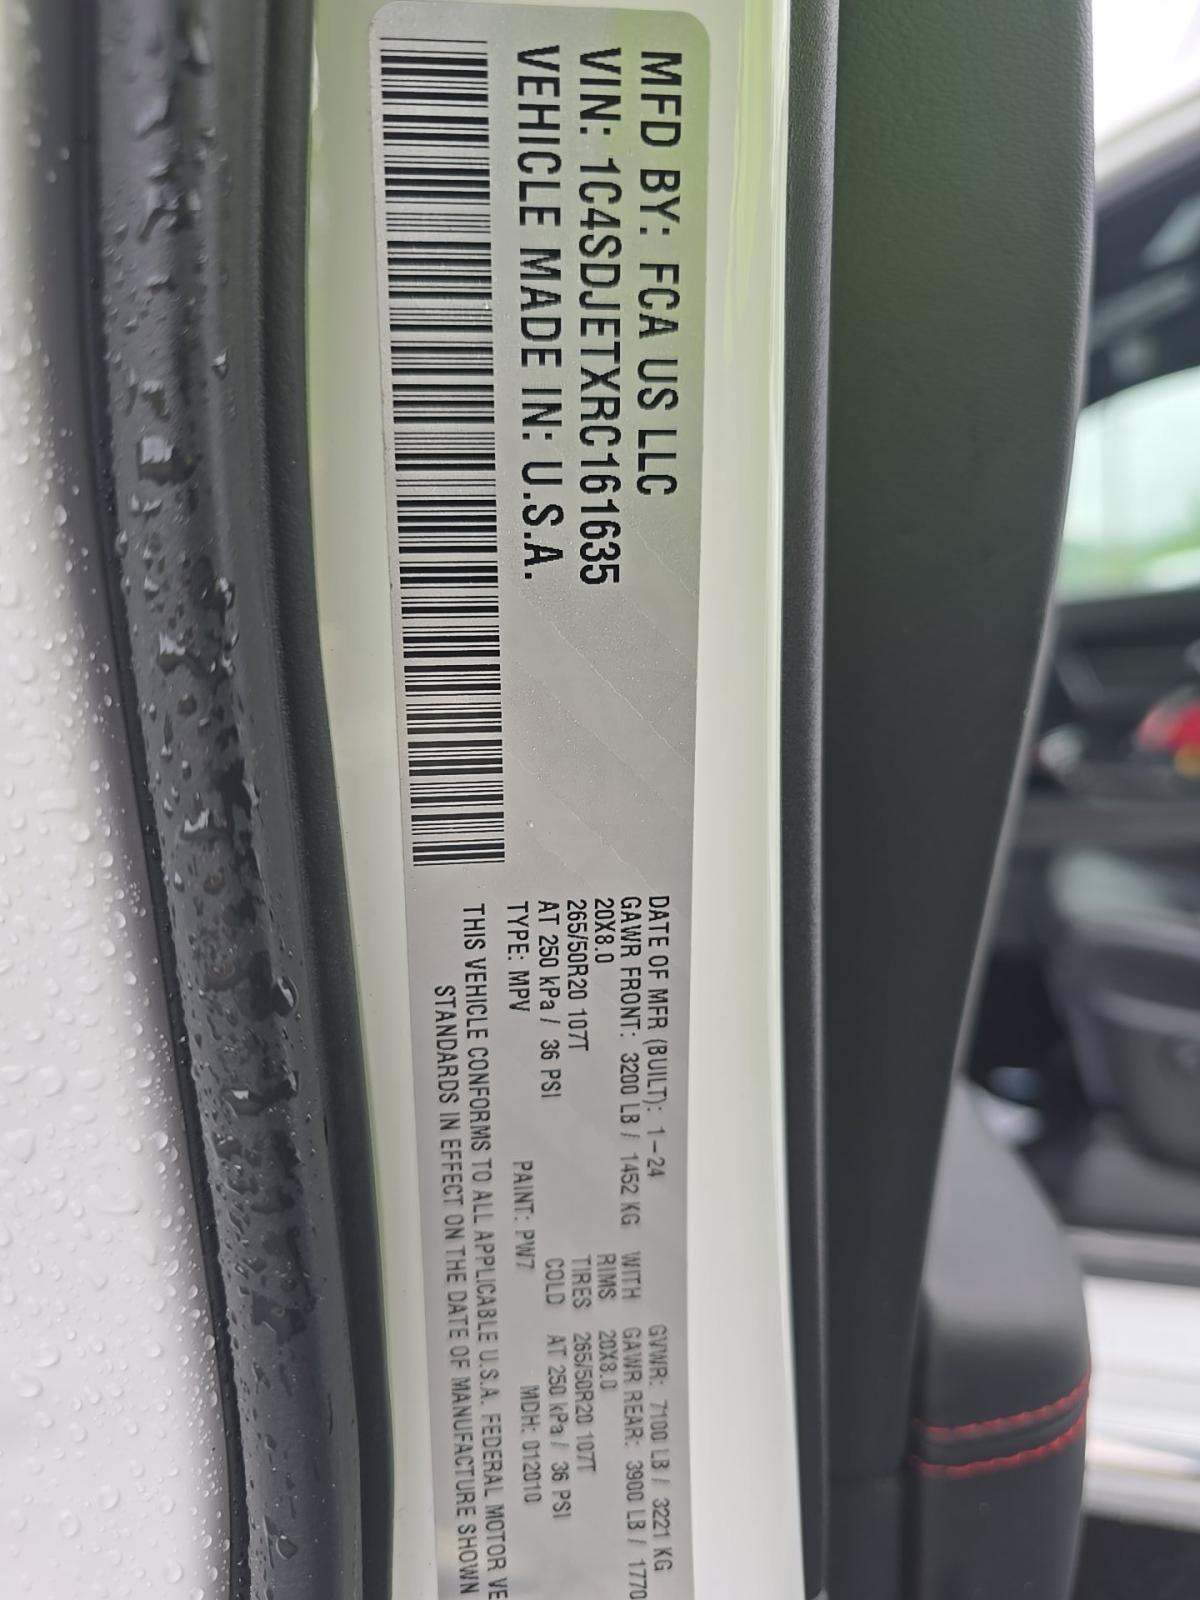 MFD BY: FCA US LLC
VIN: 1C4SDJETXRC161635
VEHICLE MADE IN: U.S.A.
DATE OF MFR (BUILT): 1-24 GVWR: 7100 LB / 3221 KG
GAWR FRONT: 3200 LB / 1452 KG WITH GAWR REAR: 3900 LB / 1770
20X8.0 RIMS 20X8.0
265/50R20 107T TIRES 265/50R20 107T
AT 250 kPa / 36 PSI COLD AT 250 kPa / 36 PSI
TYPE: MPV PAINT: PW7 MDH: 012010
THIS VEHICLE CONFORMS TO ALL APPLICABLE U.S.A. FEDERAL MOTOR VE
STANDARDS IN EFFECT ON THE DATE OF MANUFACTURE SHOWN